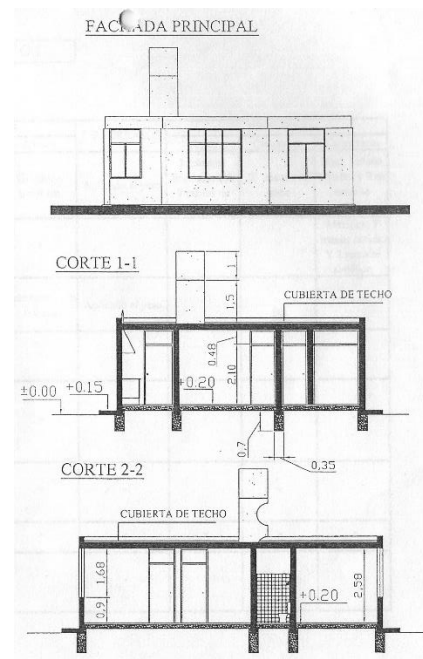 FACHADA PRINCIPAL
CORTE 1-1
1
1.5
CUBIERTA DE TECHO
0.48
2.10
±0.00
+0.15
+0.20
0,7
0,35
CORTE 2-2
CUBIERTA DE TECHO
1,68
0.9
+0.20
2,58